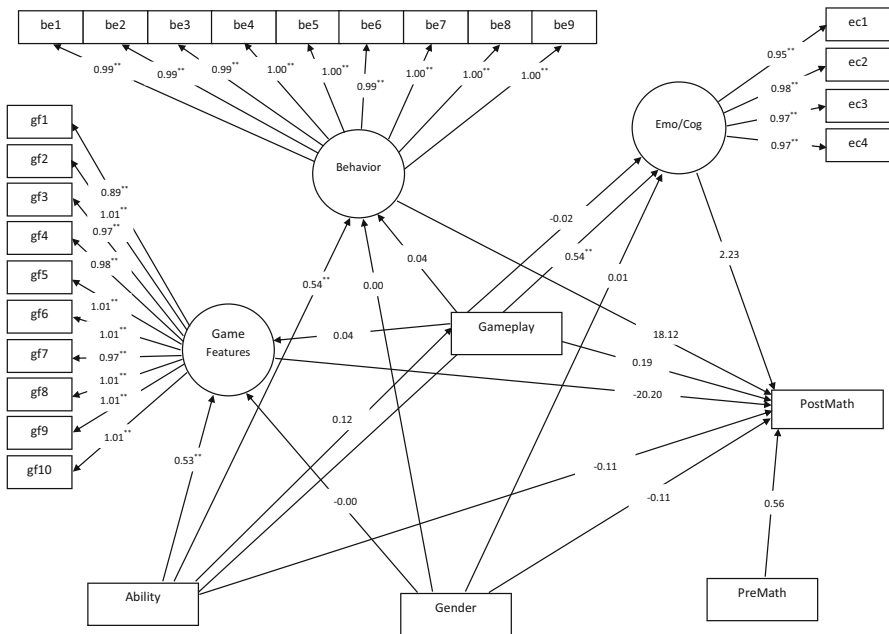 be1 be2 be3 be4 be5 be6 be7 be8 be9
ec1
ec2
ec3
ec4
0.99**
0.99**
0.99**
1.00**
1.00**
0.99**
1.00**
1.00**
1.00**
0.95**
0.98**
0.97**
0.97**
Emo/Cog
Behavior
gf1
gf2
gf3
gf4
gf5
gf6
gf7
gf8
gf9
gf10
0.89**
1.01**
0.97**
0.98**
1.01**
1.01**
0.97**
1.01**
1.01**
1.01**
Game
Features
-0.02
0.54**
0.04
0.54**
0.00
0.01
2.23
Gameplay
0.04
18.12
0.19
-20.20
PostMath
0.12
0.53**
-0.00
-0.11
-0.11
0.56
Ability
Gender
PreMath